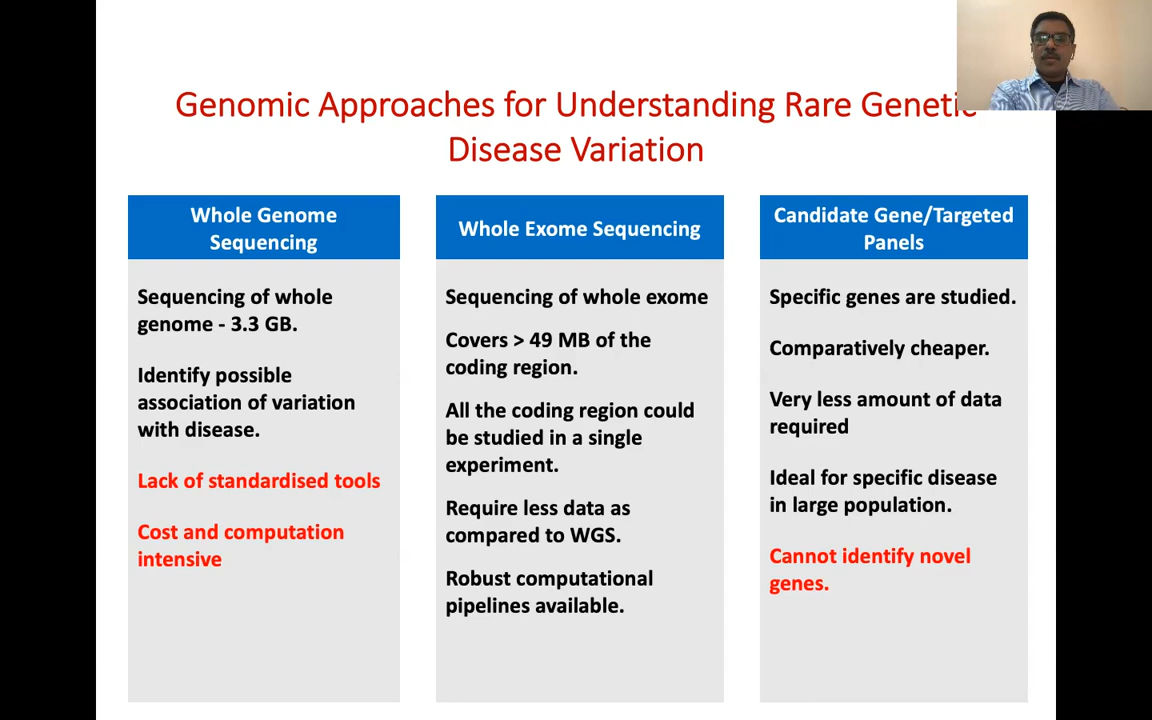 Genomic Approaches for Understanding Rare Genetic
Disease Variation
Whole Genome
Sequencing
Sequencing of whole
genome - 3.3 GB.
Identify possible
association of variation
with disease.
Lack of standardised tools
Cost and computation
intensive
Whole Exome Sequencing
Sequencing of whole exome
Covers > 49 MB of the
coding region.
All the coding region could
be studied in a single
experiment.
Require less data as
compared to WGS.
Robust computational
pipelines available.
Candidate Gene/Targeted
Panels
Specific genes are studied.
Comparatively cheaper.
Very less amount of data
required
Ideal for specific disease
in large population.
Cannot identify novel
genes.